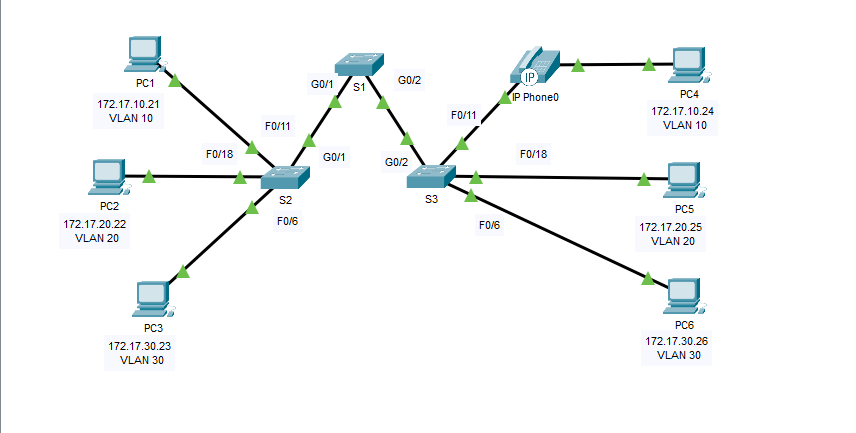 PC1
172.17.10.21
VLAN 10
G0/1
S1
G0/2
IP
IP Phone0
PC4
172.17.10.24
VLAN 10
F0/11
F0/11
F0/18
G0/1
G0/2
F0/18
PC2
172.17.20.22
VLAN 20
S2
S3
PC5
172.17.20.25
VLAN 20
F0/6
F0/6
PC3
172.17.30.23
VLAN 30
PC6
172.17.30.26
VLAN 30